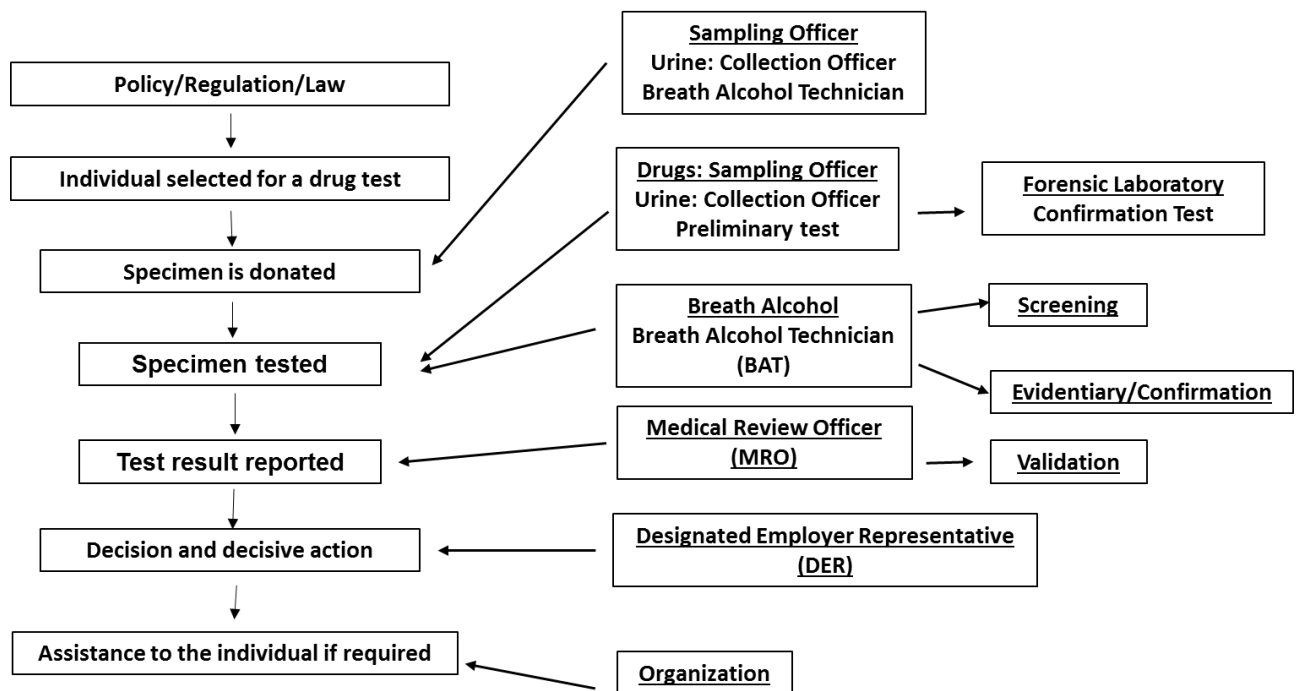 Policy/Regulation/Law
Individual selected for a drug test
Specimen is donated
Specimen tested
Test result reported
Decision and decisive action
Assistance to the individual if required
Sampling Officer
Urine: Collection Officer
Breath Alcohol Technician
Drugs: Sampling Officer
Urine: Collection Officer
Preliminary test
Breath Alcohol
Breath Alcohol Technician
(BAT)
Medical Review Officer
(MRO)
Designated Employer Representative
(DER)
Organization
Forensic Laboratory
Confirmation Test
Screening
Evidentiary/Confirmation
Validation